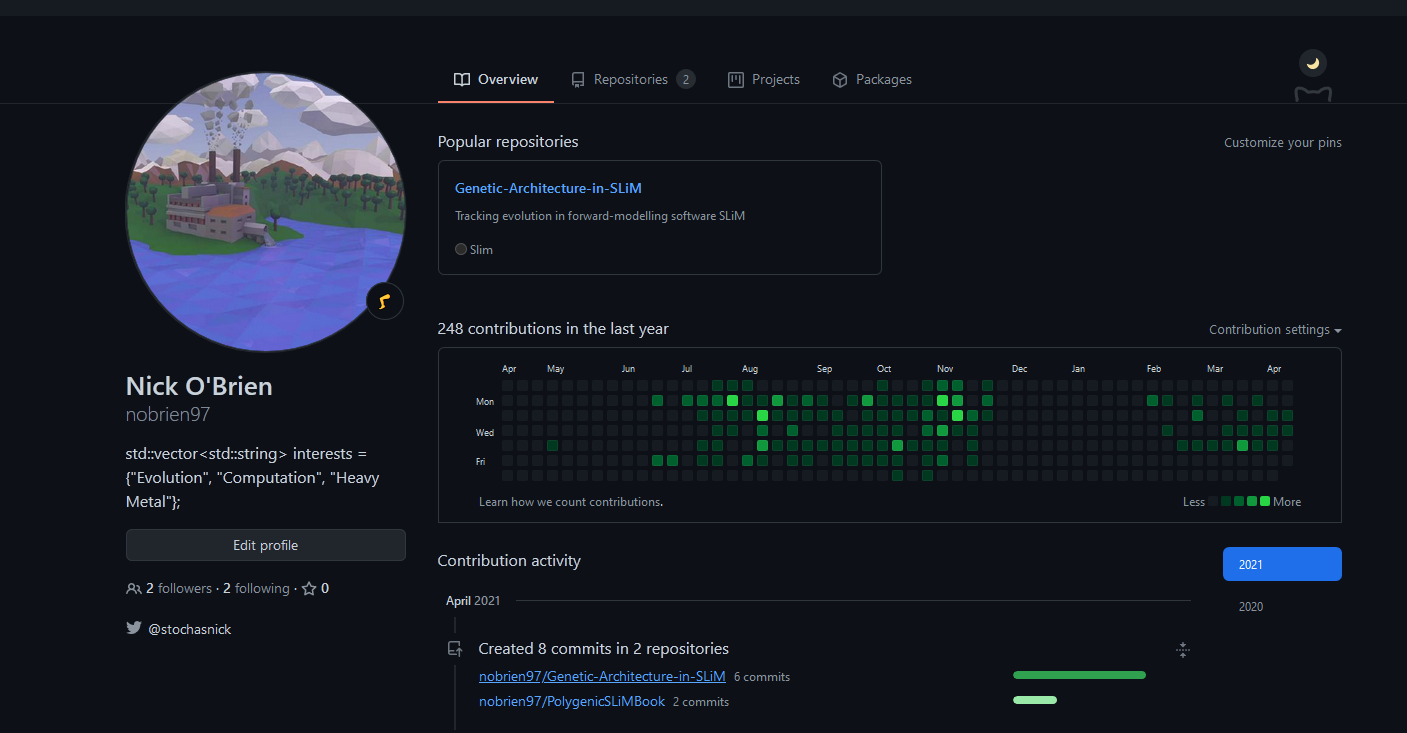 Overview
Repositories 2
Projects
Packages
Nick O'Brien
nobrien97
std::vector<std::string> interests =
{"Evolution", "Computation", "Heavy
Metal"};
Edit profile
2 followers · 2 following · 0
@stochasnick
Popular repositories
Customize your pins
Genetic-Architecture-in-SLiM
Tracking evolution in forward-modelling software SLiM
Slim
248 contributions in the last year
Contribution settings
Apr May Jun Jul Aug Sep Oct Nov Dec Jan Feb Mar Apr
Mon
Wed
Fri
Learn how we count contributions.
Less More
Contribution activity
2021
2020
April 2021
Created 8 commits in 2 repositories
nobrien97/Genetic-Architecture-in-SLiM 6 commits
nobrien97/PolygenicSLiMBook 2 commits